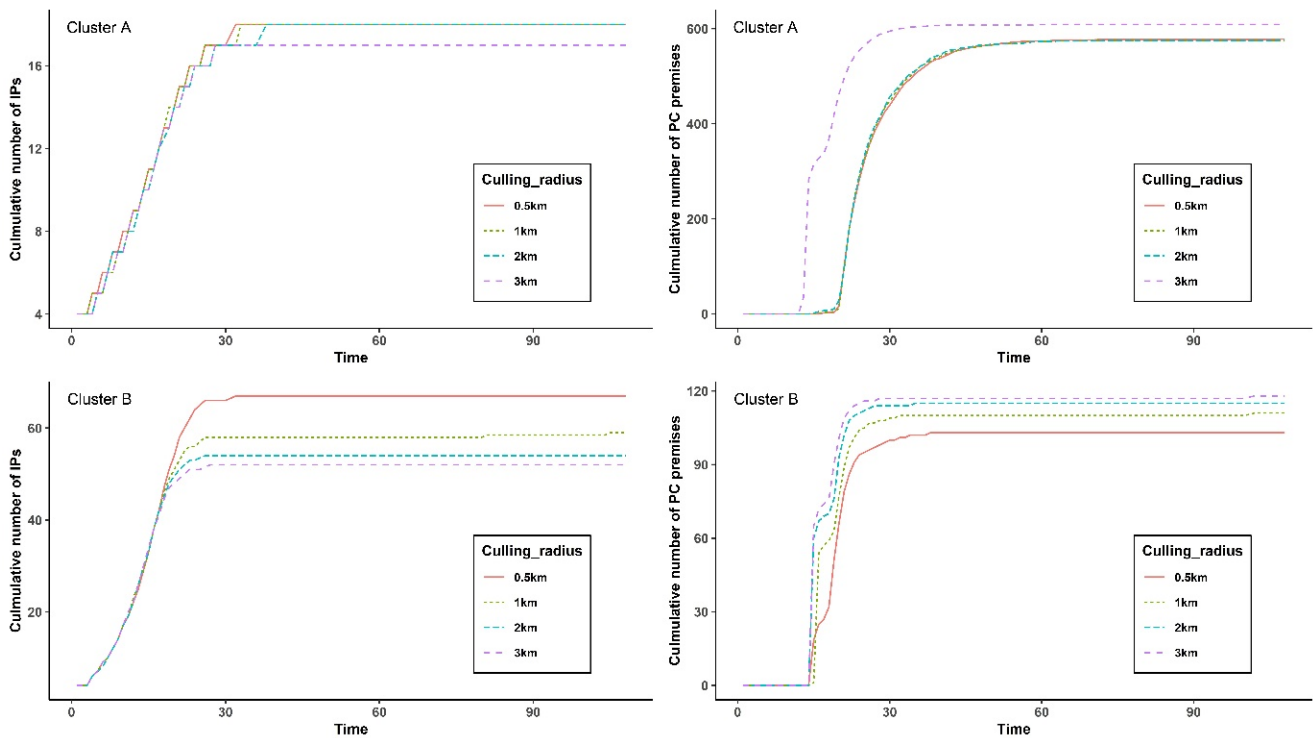 Cluster A
Culmulative number of IPs
16
12
8
4
0
30
60
90
Time
Culling_radius
0.5km
1km
2km
3km
Cluster A
Culmulative number of PC premises
600
400
200
0
0
30
60
90
Time
Culling_radius
0.5km
1km
2km
3km
Cluster B
Culmulative number of IPs
60
40
20
0
30
60
90
Time
Culling_radius
0.5km
1km
2km
3km
Cluster B
Culmulative number of PC premises
120
90
60
30
0
0
30
60
90
Time
Culling_radius
0.5km
1km
2km
3km